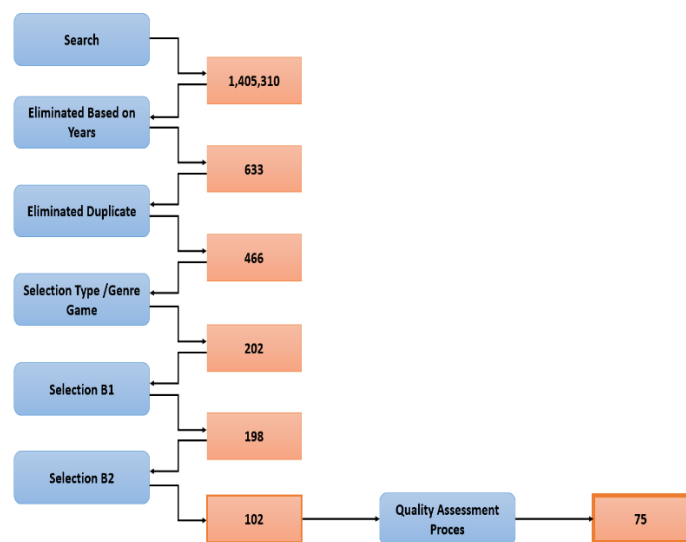 Search
1,405,310
Eliminated Based on
Years
633
Eliminated Duplicate
466
Selection Type /Genre
Game
202
Selection B1
198
Selection B2
102
Quality Assessment
Proces
75